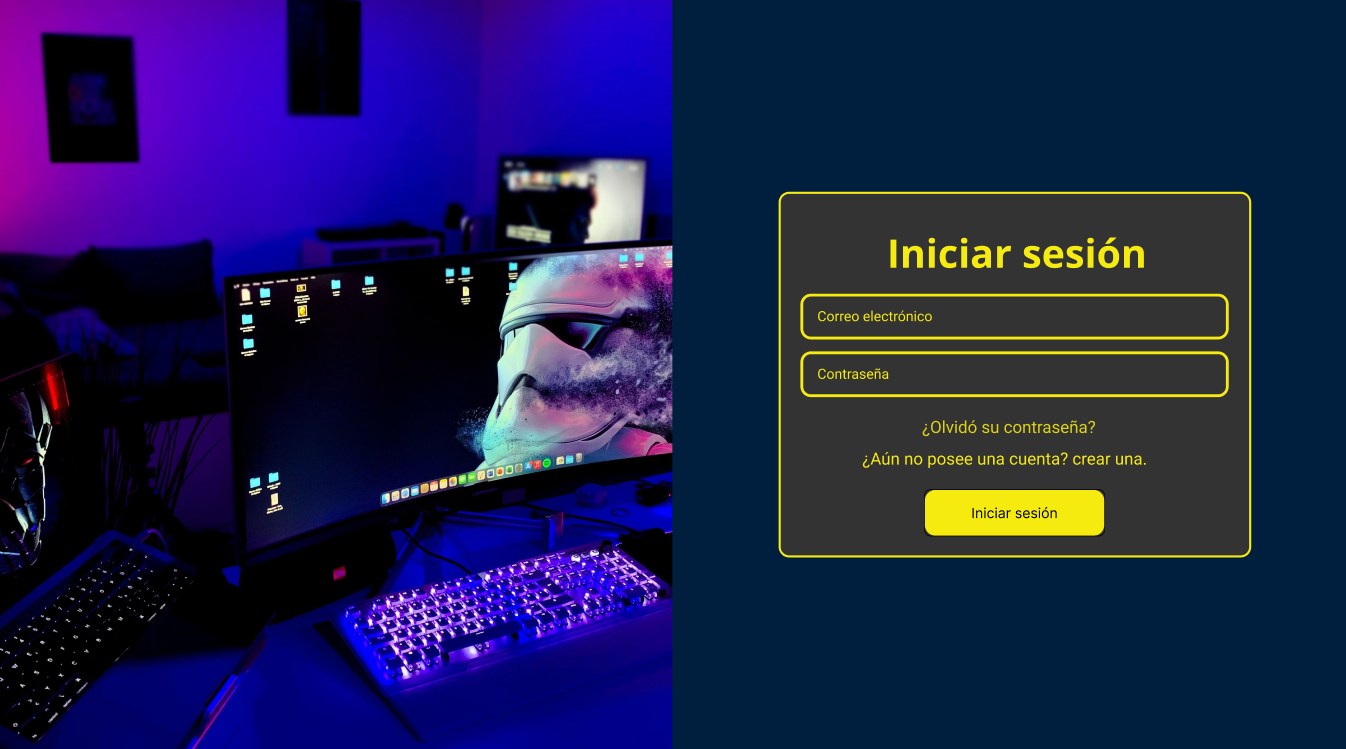 Iniciar sesión
Correo electrónico
Contraseña
¿Olvidó su contraseña?
¿Aún no posee una cuenta? crear una.
Iniciar sesión